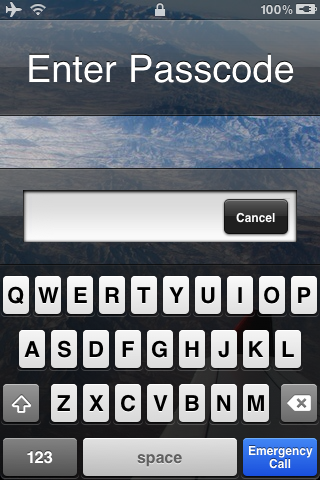 100%
Enter Passcode
Cancel
Q W E R T Y U I O P
A S D F G H J K L
Z X C V B N M
123 space Emergency
Call